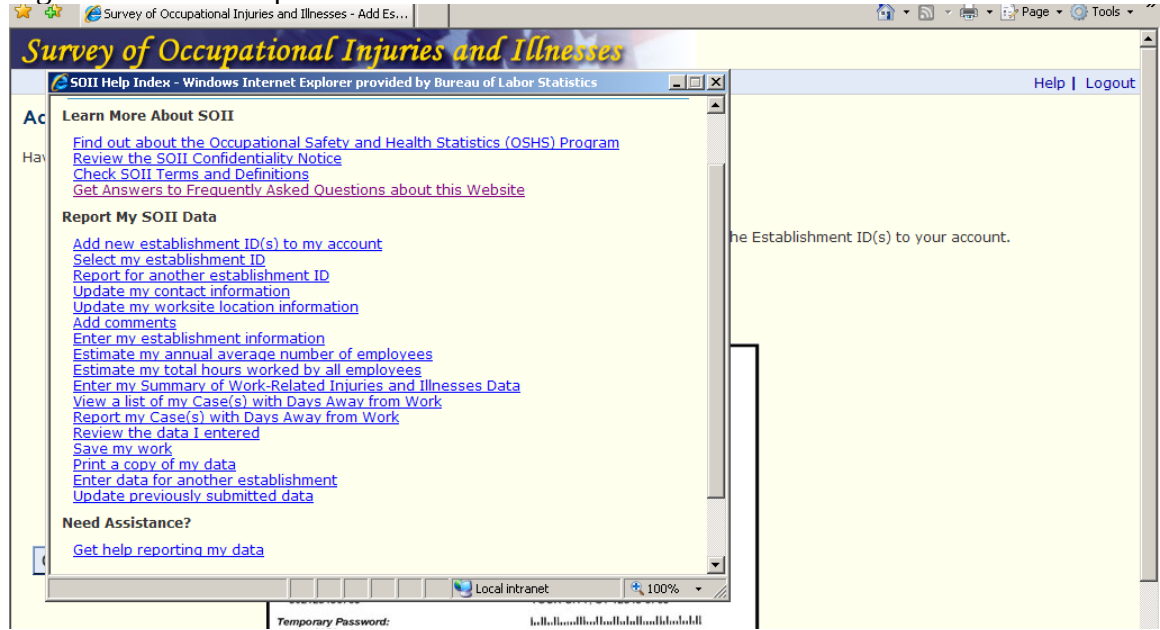 Survey of Occupational Injuries and Illnesses - Add Es...
Page
Tools
Survey of Occupational Injuries and Illnesses
SOII Help Index - Windows Internet Explorer provided by Bureau of Labor Statistics
Help | Logout
Learn More About SOII
Find out about the Occupational Safety and Health Statistics (OSHS) Program
Review the SOII Confidentiality Notice
Check SOII Terms and Definitions
Get Answers to Frequently Asked Questions about this Website
Report My SOII Data
Add new establishment ID(s) to my account
he Establishment ID(s) to your account.
Select my establishment ID
Report for another establishment ID
Update my contact information
Update my worksite location information
Add comments
Enter my establishment information
Estimate my annual average number of employees
Estimate my total hours worked by all employees
Enter my Summary of Work-Related Injuries and Illnesses Data
View a list of my Case(s) with Days Away from Work
Report my Case(s) with Days Away from Work
Review the data I entered
Save my work
Print a copy of my data
Enter data for another establishment
Update previously submitted data
Need Assistance?
Get help reporting my data
Local intranet
100%
Temporary Password: